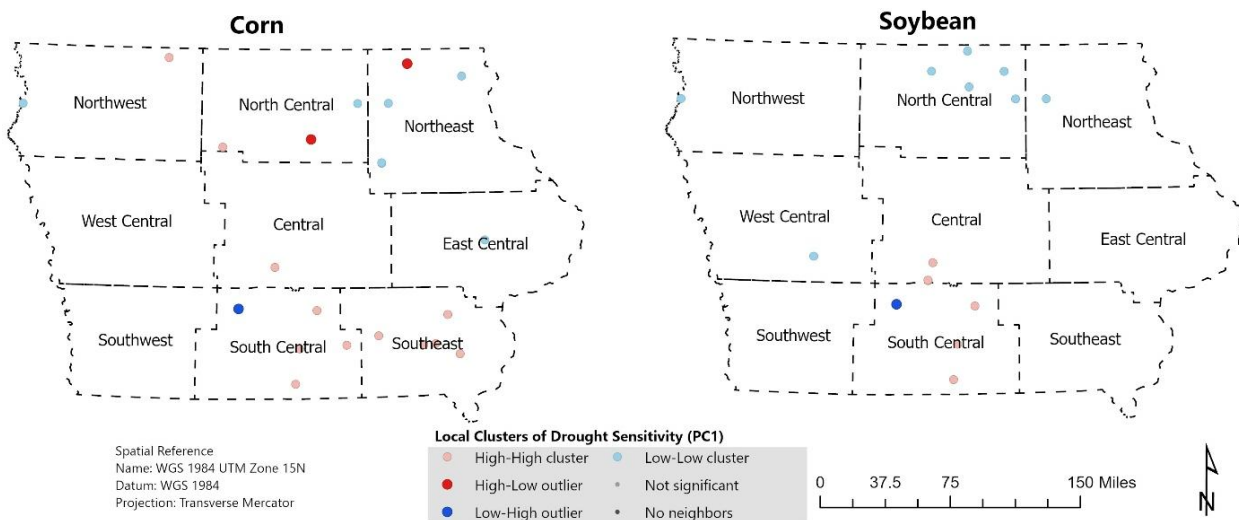 Corn
Soybean
Northwest
North Central
Northeast
West Central
Central
East Central
Southwest
South Central
Southeast
Northwest
North Central
Northeast
West Central
Central
East Central
Southwest
South Central
Southeast
Spatial Reference
Name: WGS 1984 UTM Zone 15N
Datum: WGS 1984
Projection: Transverse Mercator
Local Clusters of Drought Sensitivity (PC1)
High-High cluster
Low-Low cluster
High-Low outlier
Not significant
Low-High outlier
No neighbors
0 37.5 75 150 Miles
N